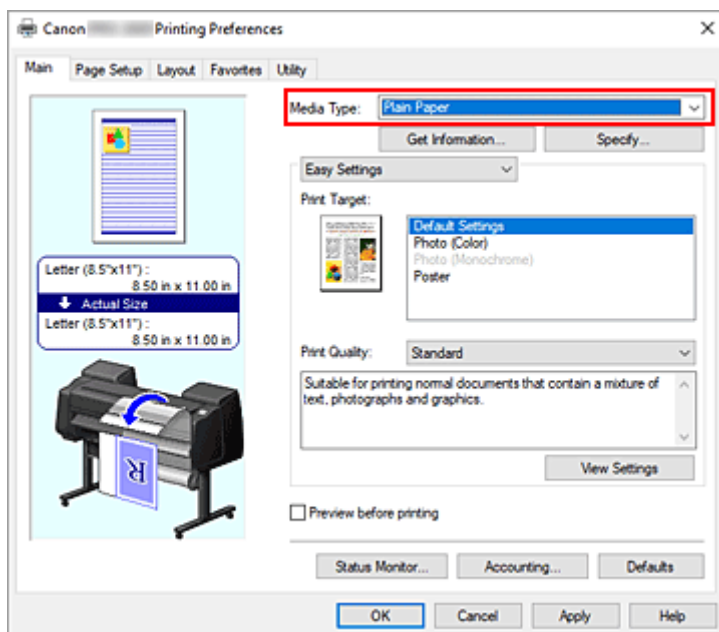 Canon Printing Preferences
Main Page Setup Layout Favorites Utility
Media Type: Plain Paper
Get Information... Specify...
Easy Settings
Print Target:
Default Settings
Photo (Color)
Photo (Monochrome)
Poster
Letter (8.5"x11") :
8.50 in x 11.00 in
Actual Size
Letter (8.5"x11") :
8.50 in x 11.00 in
Print Quality: Standard
Suitable for printing normal documents that contain a mixture of
text, photographs and graphics.
R
View Settings
Preview before printing
Status Monitor... Accounting... Defaults
OK Cancel Apply Help